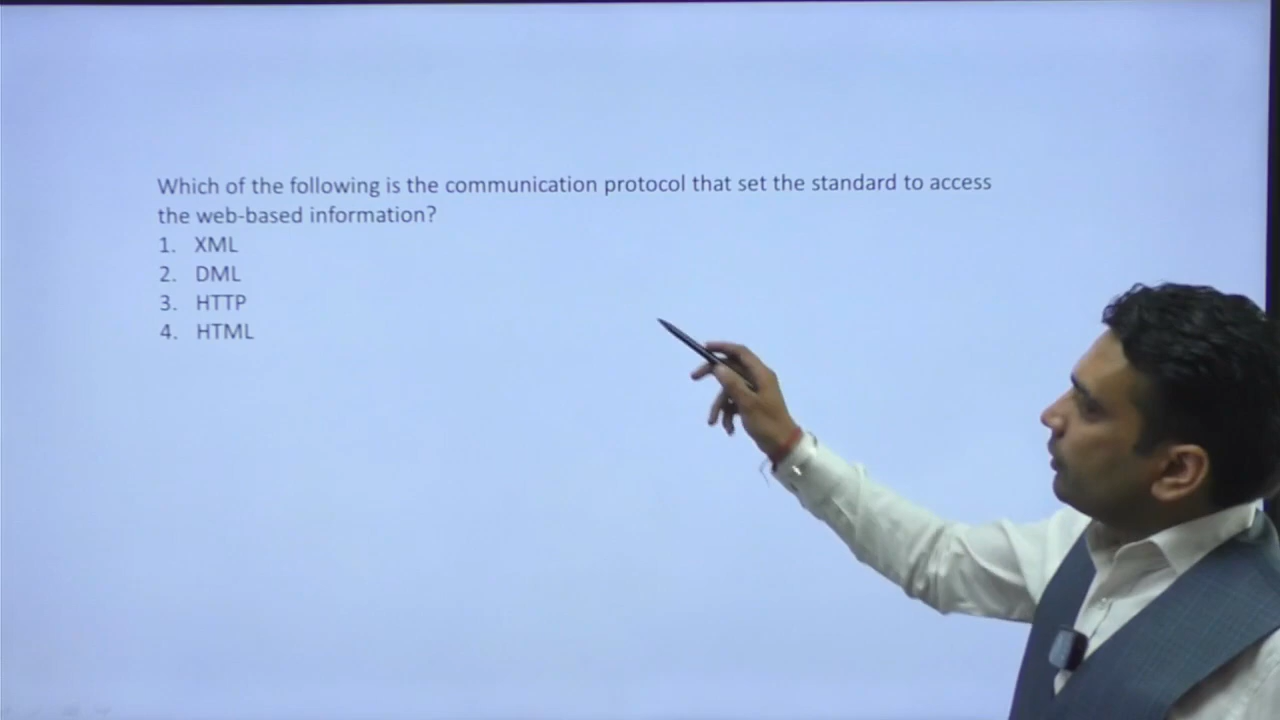 Which of the following is the communication protocol that set the standard to access
the web-based information?
1. XML
2. DML
3. HTTP
4. HTML